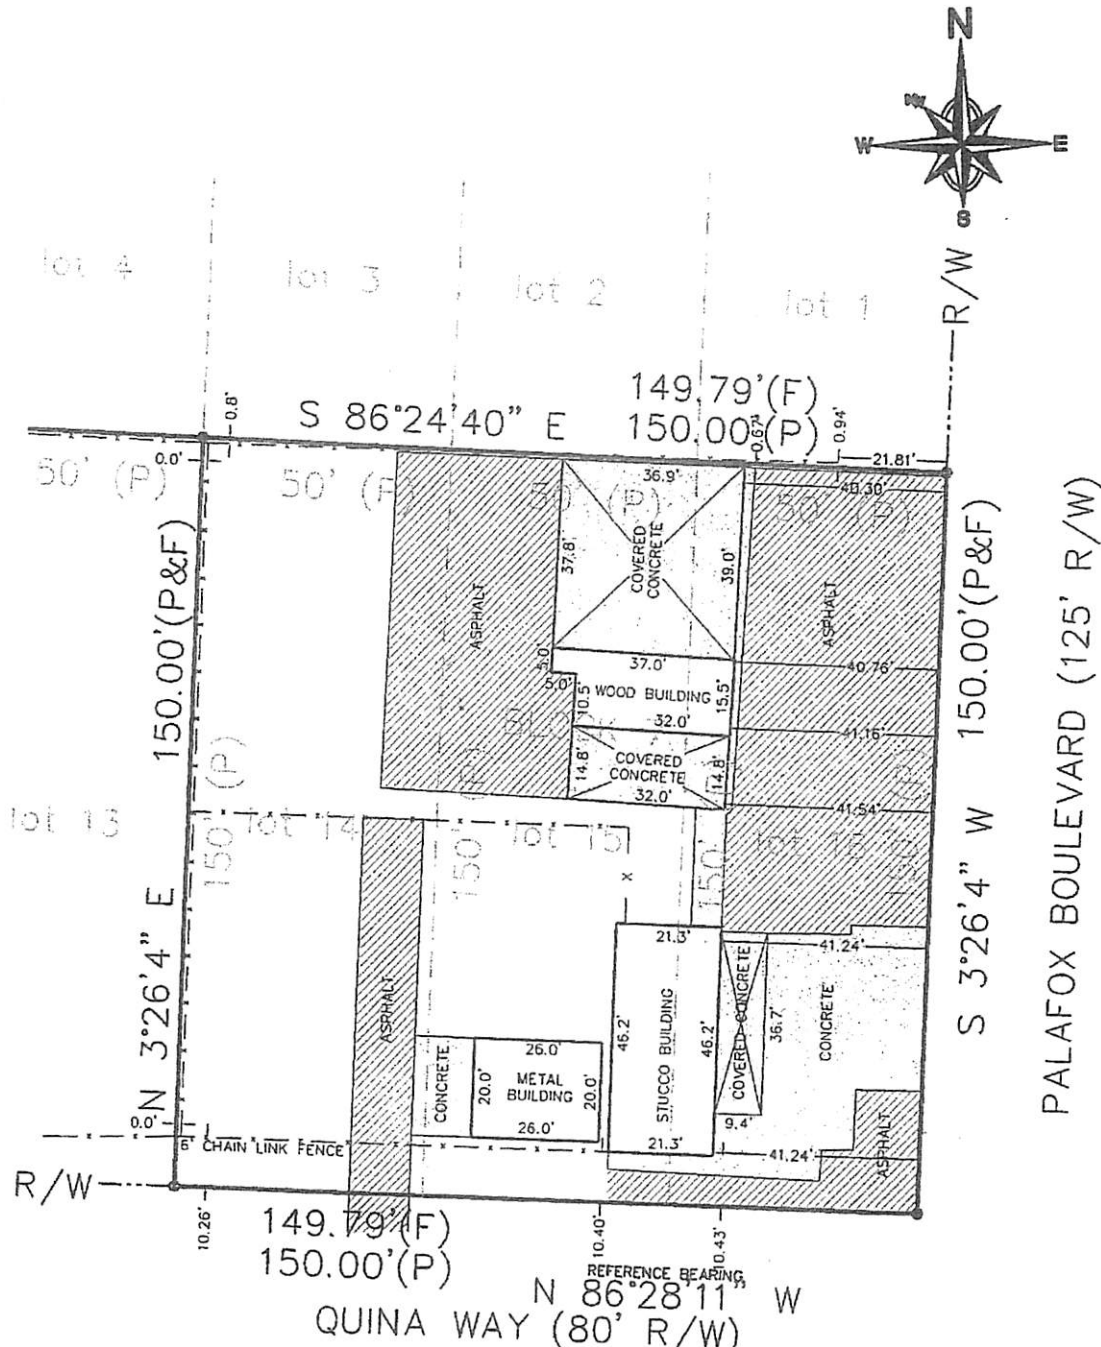 N
NW
W
E
S
R/W
lot 4
lot 3
lot 2
lot 1
149.79'(F)
S 86°24'40" E
150.00'(P)
0.8'
0.67'
0.94'
21.81'
0.0'
50' (P)
50' (P)
50' (P)
50' (P)
36.9'
40.30'
150.00'(P&F)
37.8'
COVERED
CONCRETE
39.0'
ASPHALT
ASPHALT
150.00'(P&F)
PALAFOX BOULEVARD (125' R/W)
5.0'
37.0'
40.76'
5.0'
10.5'
WOOD BUILDING
15.5'
32.0'
41.16'
14.8'
COVERED
CONCRETE
14.8'
32.0'
41.54'
150' (P)
lot 13
lot 14
lot 15
150'
150'
N 3°26'4" E
S 3°26'4" W
x
21.3'
41.24'
ASPHALT
46.2'
STUCCO BUILDING
46.2'
COVERED CONCRETE
36.7'
CONCRETE
26.0'
CONCRETE
20.0'
METAL
BUILDING
20.0'
26.0'
9.4'
0.0'
6' CHAIN LINK FENCE
21.3'
41.24'
ASPHALT
R/W
10.26'
149.79'(F)
150.00'(P)
10.40'
10.43'
REFERENCE BEARING
N 86°28'11" W
QUINA WAY (80' R/W)